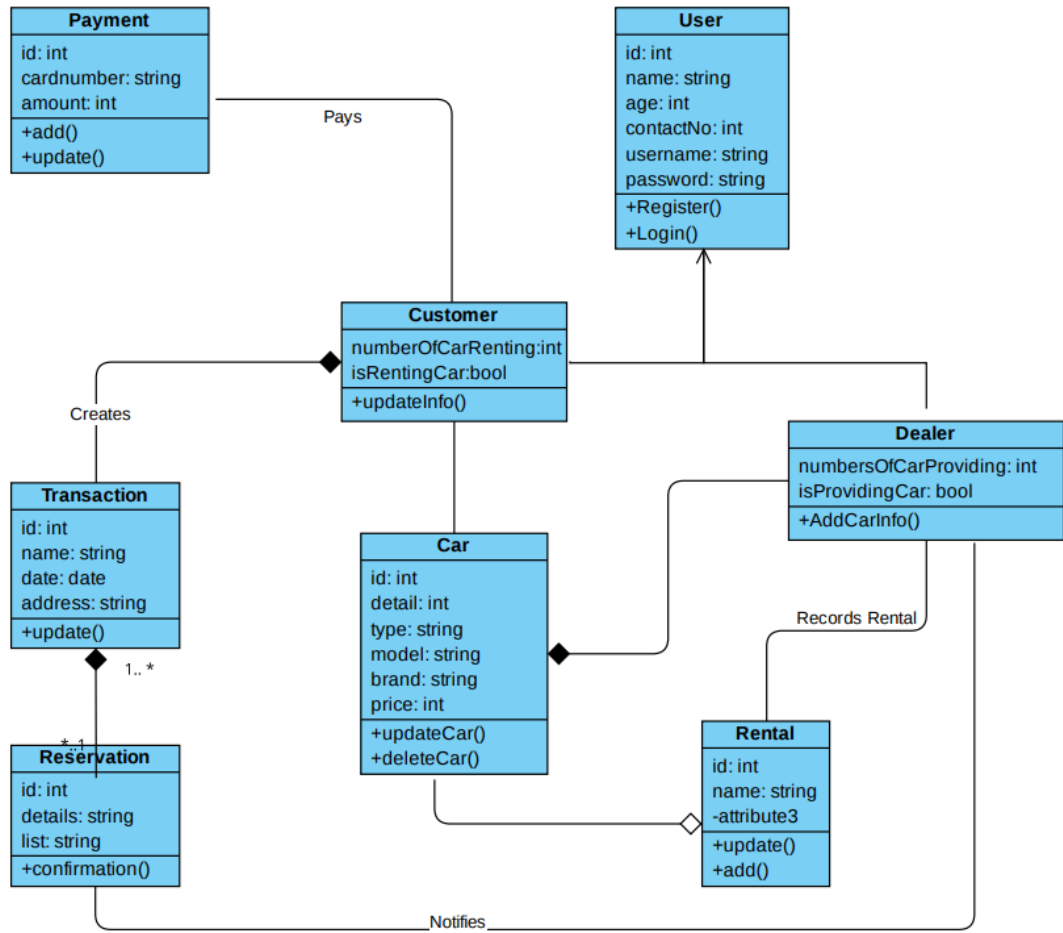 Payment
id: int
cardnumber: string
amount: int
+add()
+update()
Pays
User
id: int
name: string
age: int
contactNo: int
username: string
password: string
+Register()
+Login()
Customer
numberOfCarRenting:int
isRentingCar:bool
+updateInfo()
Creates
Dealer
numbersOfCarProviding: int
isProvidingCar: bool
+AddCarInfo()
Transaction
id: int
name: string
date: date
address: string
+update()
1.. *
*..1
Car
id: int
detail: int
type: string
model: string
brand: string
price: int
+updateCar()
+deleteCar()
Records Rental
Rental
id: int
name: string
-attribute3
+update()
+add()
Reservation
id: int
details: string
list: string
+confirmation()
Notifies